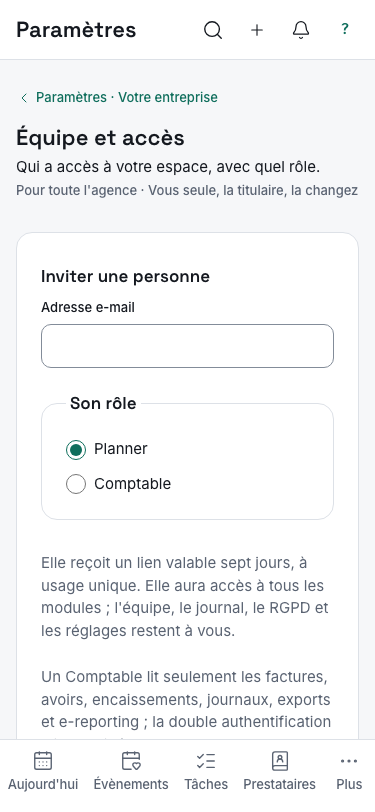 Paramètres
?
Paramètres · Votre entreprise
Équipe et accès
Qui a accès à votre espace, avec quel rôle.
Pour toute l'agence · Vous seule, la titulaire, la changez
Inviter une personne
Adresse e-mail
Son rôle
Planner
Comptable
Elle reçoit un lien valable sept jours, à
usage unique. Elle aura accès à tous les
modules ; l'équipe, le journal, le RGPD et
les réglages restent à vous.
Un Comptable lit seulement les factures,
avoirs, encaissements, journaux, exports
et e-reporting ; la double authentification
Aujourd'hui
Évènements
Tâches
Prestataires
Plus